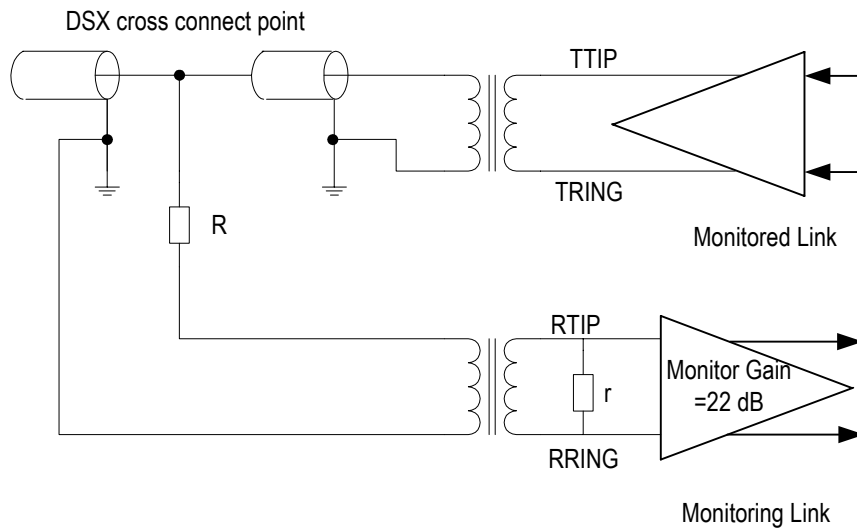 DSX cross connect point
TTIP
TRING
R
Monitored Link
RTIP
Monitor Gain
=22 dB
r
RRING
Monitoring Link